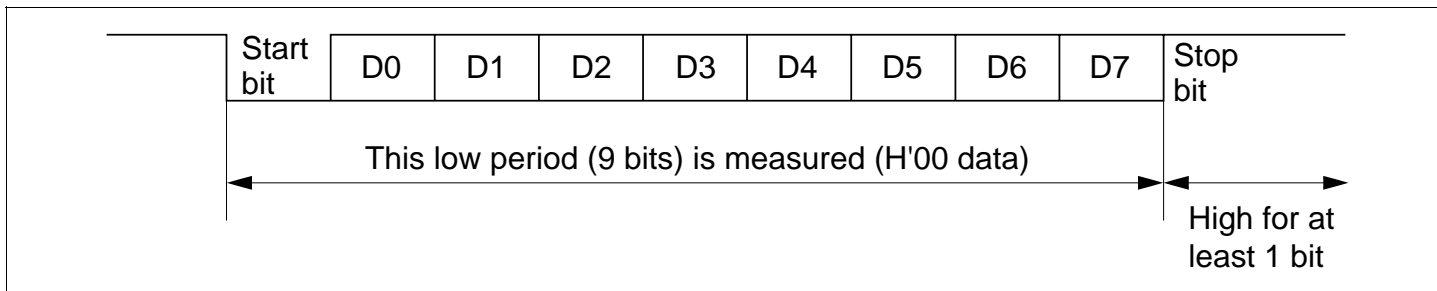 Start bit
D0 D1 D2 D3 D4 D5 D6 D7
Stop bit
This low period (9 bits) is measured (H'00 data)
High for at
least 1 bit